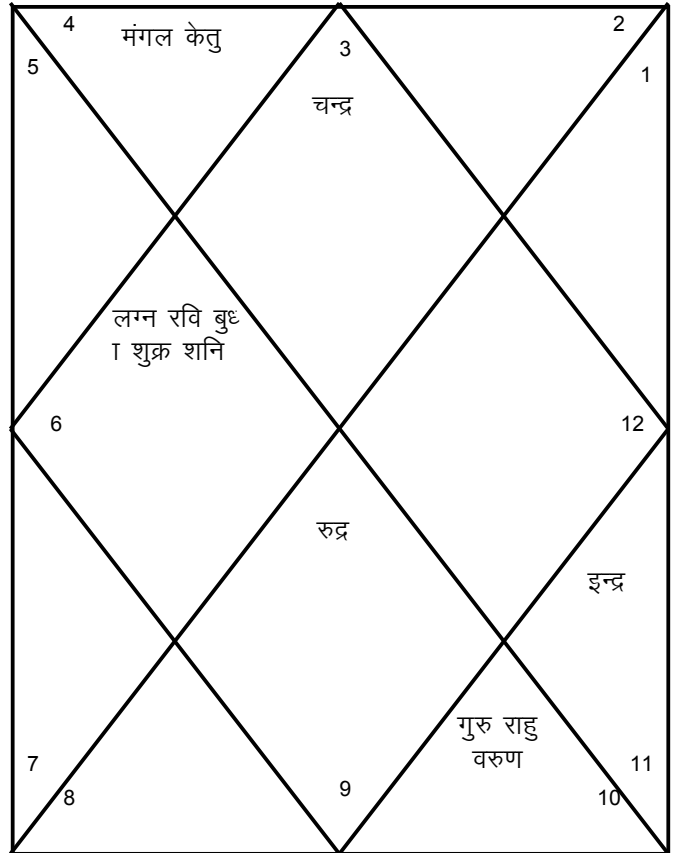 4
मंगल केतु
3
2
5
1
चन्द्र
लग्न रवि बुध
ा शुक्र शनि
6
12
रुद्र
इन्द्र
गुरु राहु
वरुण
7
11
8
9
10